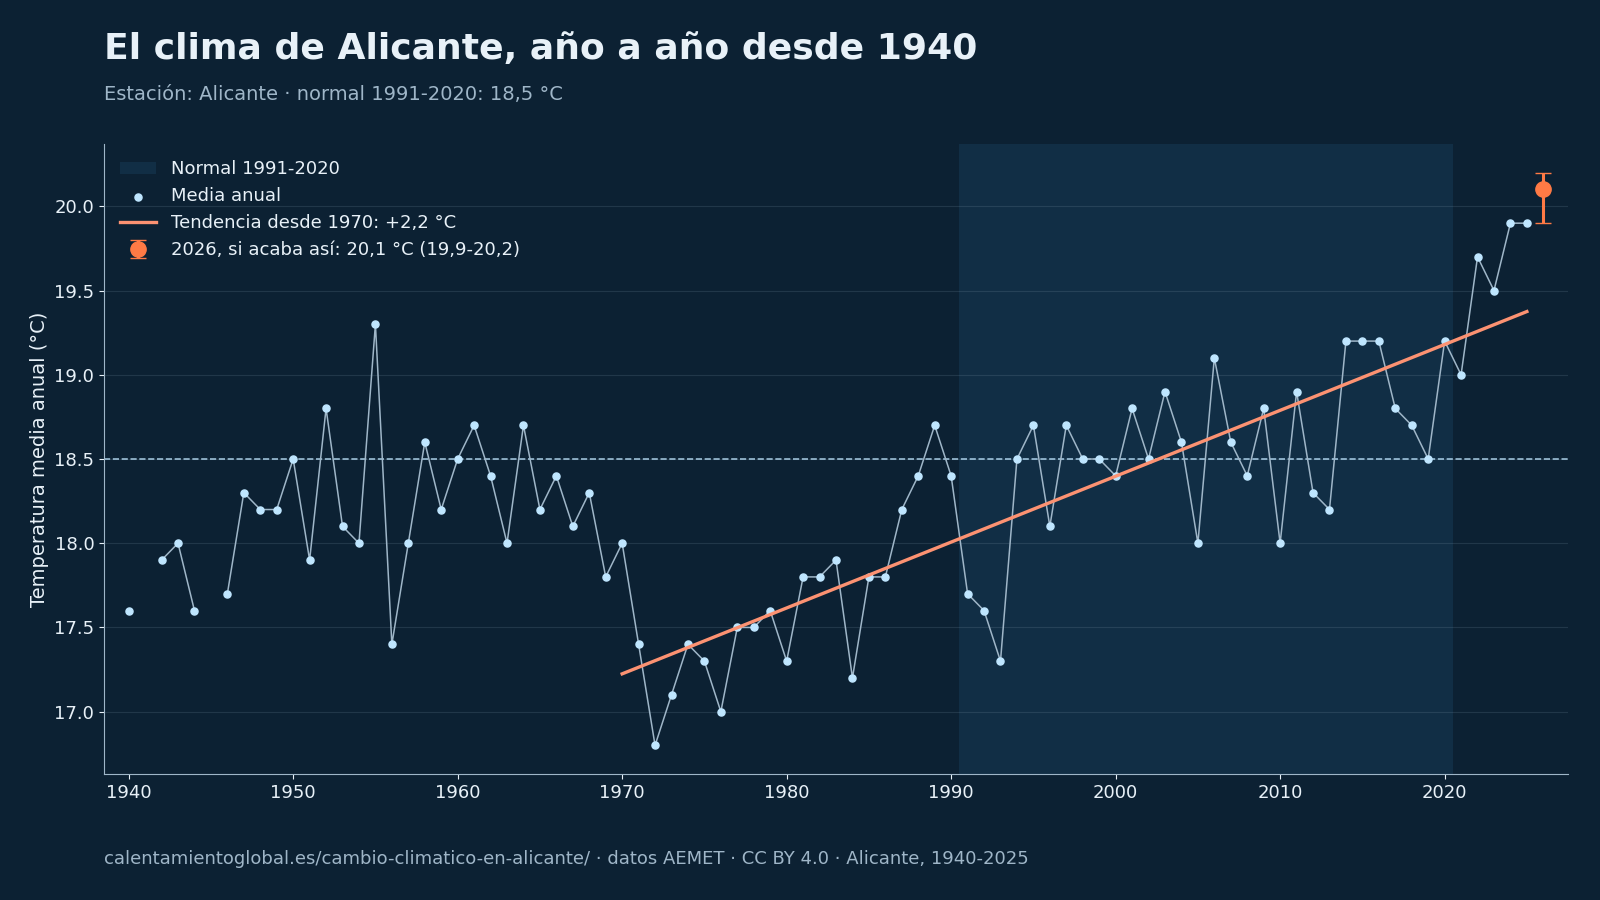 El clima de Alicante, año a año desde 1940
Estación: Alicante · normal 1991-2020: 18,5 °C
Normal 1991-2020
Media anual
Tendencia desde 1970: +2,2 °C
2026, si acaba así: 20,1 °C (19,9-20,2)
Temperatura media anual (°C)
20.0
19.5
19.0
18.5
18.0
17.5
17.0
1940 1950 1960 1970 1980 1990 2000 2010 2020
calentamientoglobal.es/cambio-climatico-en-alicante/ · datos AEMET · CC BY 4.0 · Alicante, 1940-2025